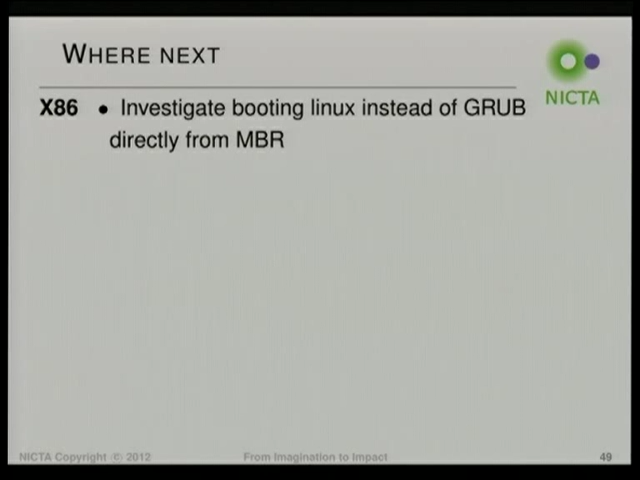 WHERE NEXT
NICTA
X86 • Investigate booting linux instead of GRUB
directly from MBR
NICTA Copyright © 2012 From Imagination to Impact 49